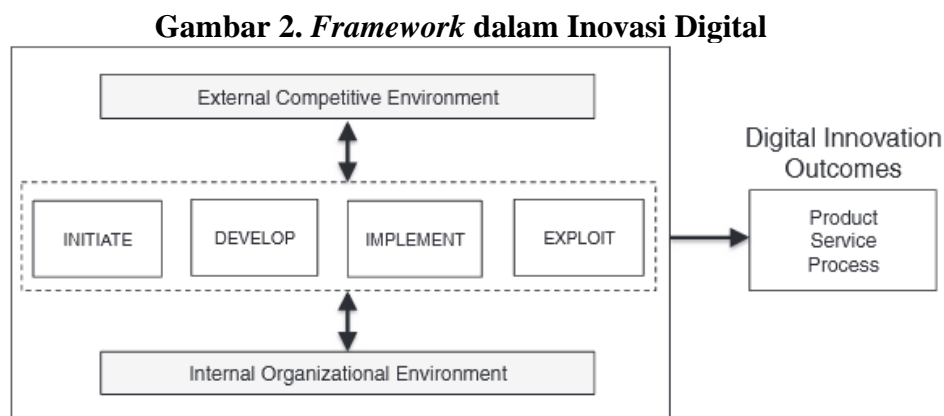 Gambar 2. Framework dalam Inovasi Digital
External Competitive Environment
INITIATE
DEVELOP
IMPLEMENT
EXPLOIT
Internal Organizational Environment
Digital Innovation
Outcomes
Product
Service
Process